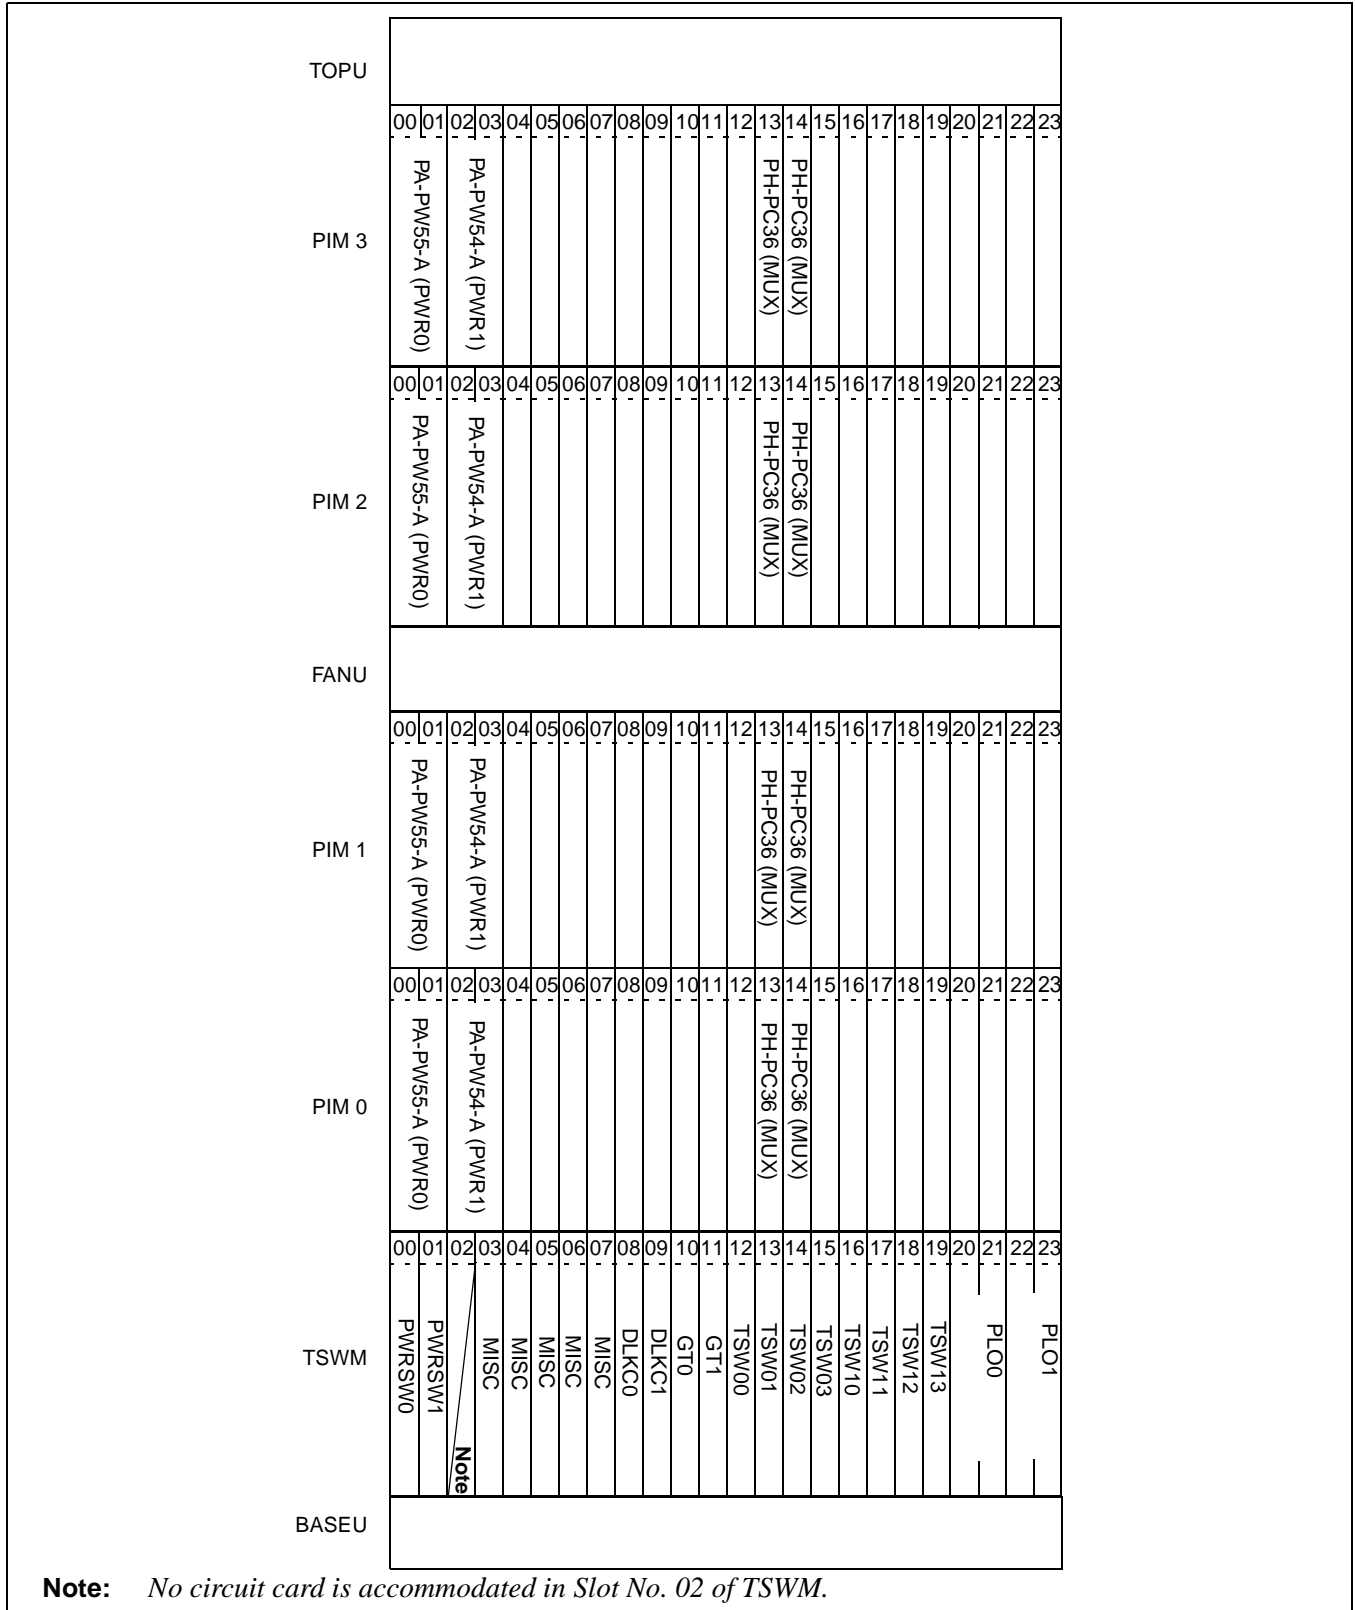 TOPU
00 01 02 03 04 05 06 07 08 09 10 11 12 13 14 15 16 17 18 19 20 21 22 23
PIM 3
PA-PW55-A (PWR0)
PA-PW54-A (PWR1)
PH-PC36 (MUX)
PH-PC36 (MUX)
00 01 02 03 04 05 06 07 08 09 10 11 12 13 14 15 16 17 18 19 20 21 22 23
PIM 2
PA-PW55-A (PWR0)
PA-PW54-A (PWR1)
PH-PC36 (MUX)
PH-PC36 (MUX)
FANU
00 01 02 03 04 05 06 07 08 09 10 11 12 13 14 15 16 17 18 19 20 21 22 23
PIM 1
PA-PW55-A (PWR0)
PA-PW54-A (PWR1)
PH-PC36 (MUX)
PH-PC36 (MUX)
00 01 02 03 04 05 06 07 08 09 10 11 12 13 14 15 16 17 18 19 20 21 22 23
PIM 0
PA-PW55-A (PWR0)
PA-PW54-A (PWR1)
PH-PC36 (MUX)
PH-PC36 (MUX)
00 01 02 03 04 05 06 07 08 09 10 11 12 13 14 15 16 17 18 19 20 21 22 23
TSWM
PWRSW0
PWRSW1
Note
MISC
MISC
MISC
MISC
MISC
DLKC0
DLKC1
GT0
GT1
TSW00
TSW01
TSW02
TSW03
TSW10
TSW11
TSW12
TSW13
PLO0
PLO1
BASEU
Note: No circuit card is accommodated in Slot No. 02 of TSWM.